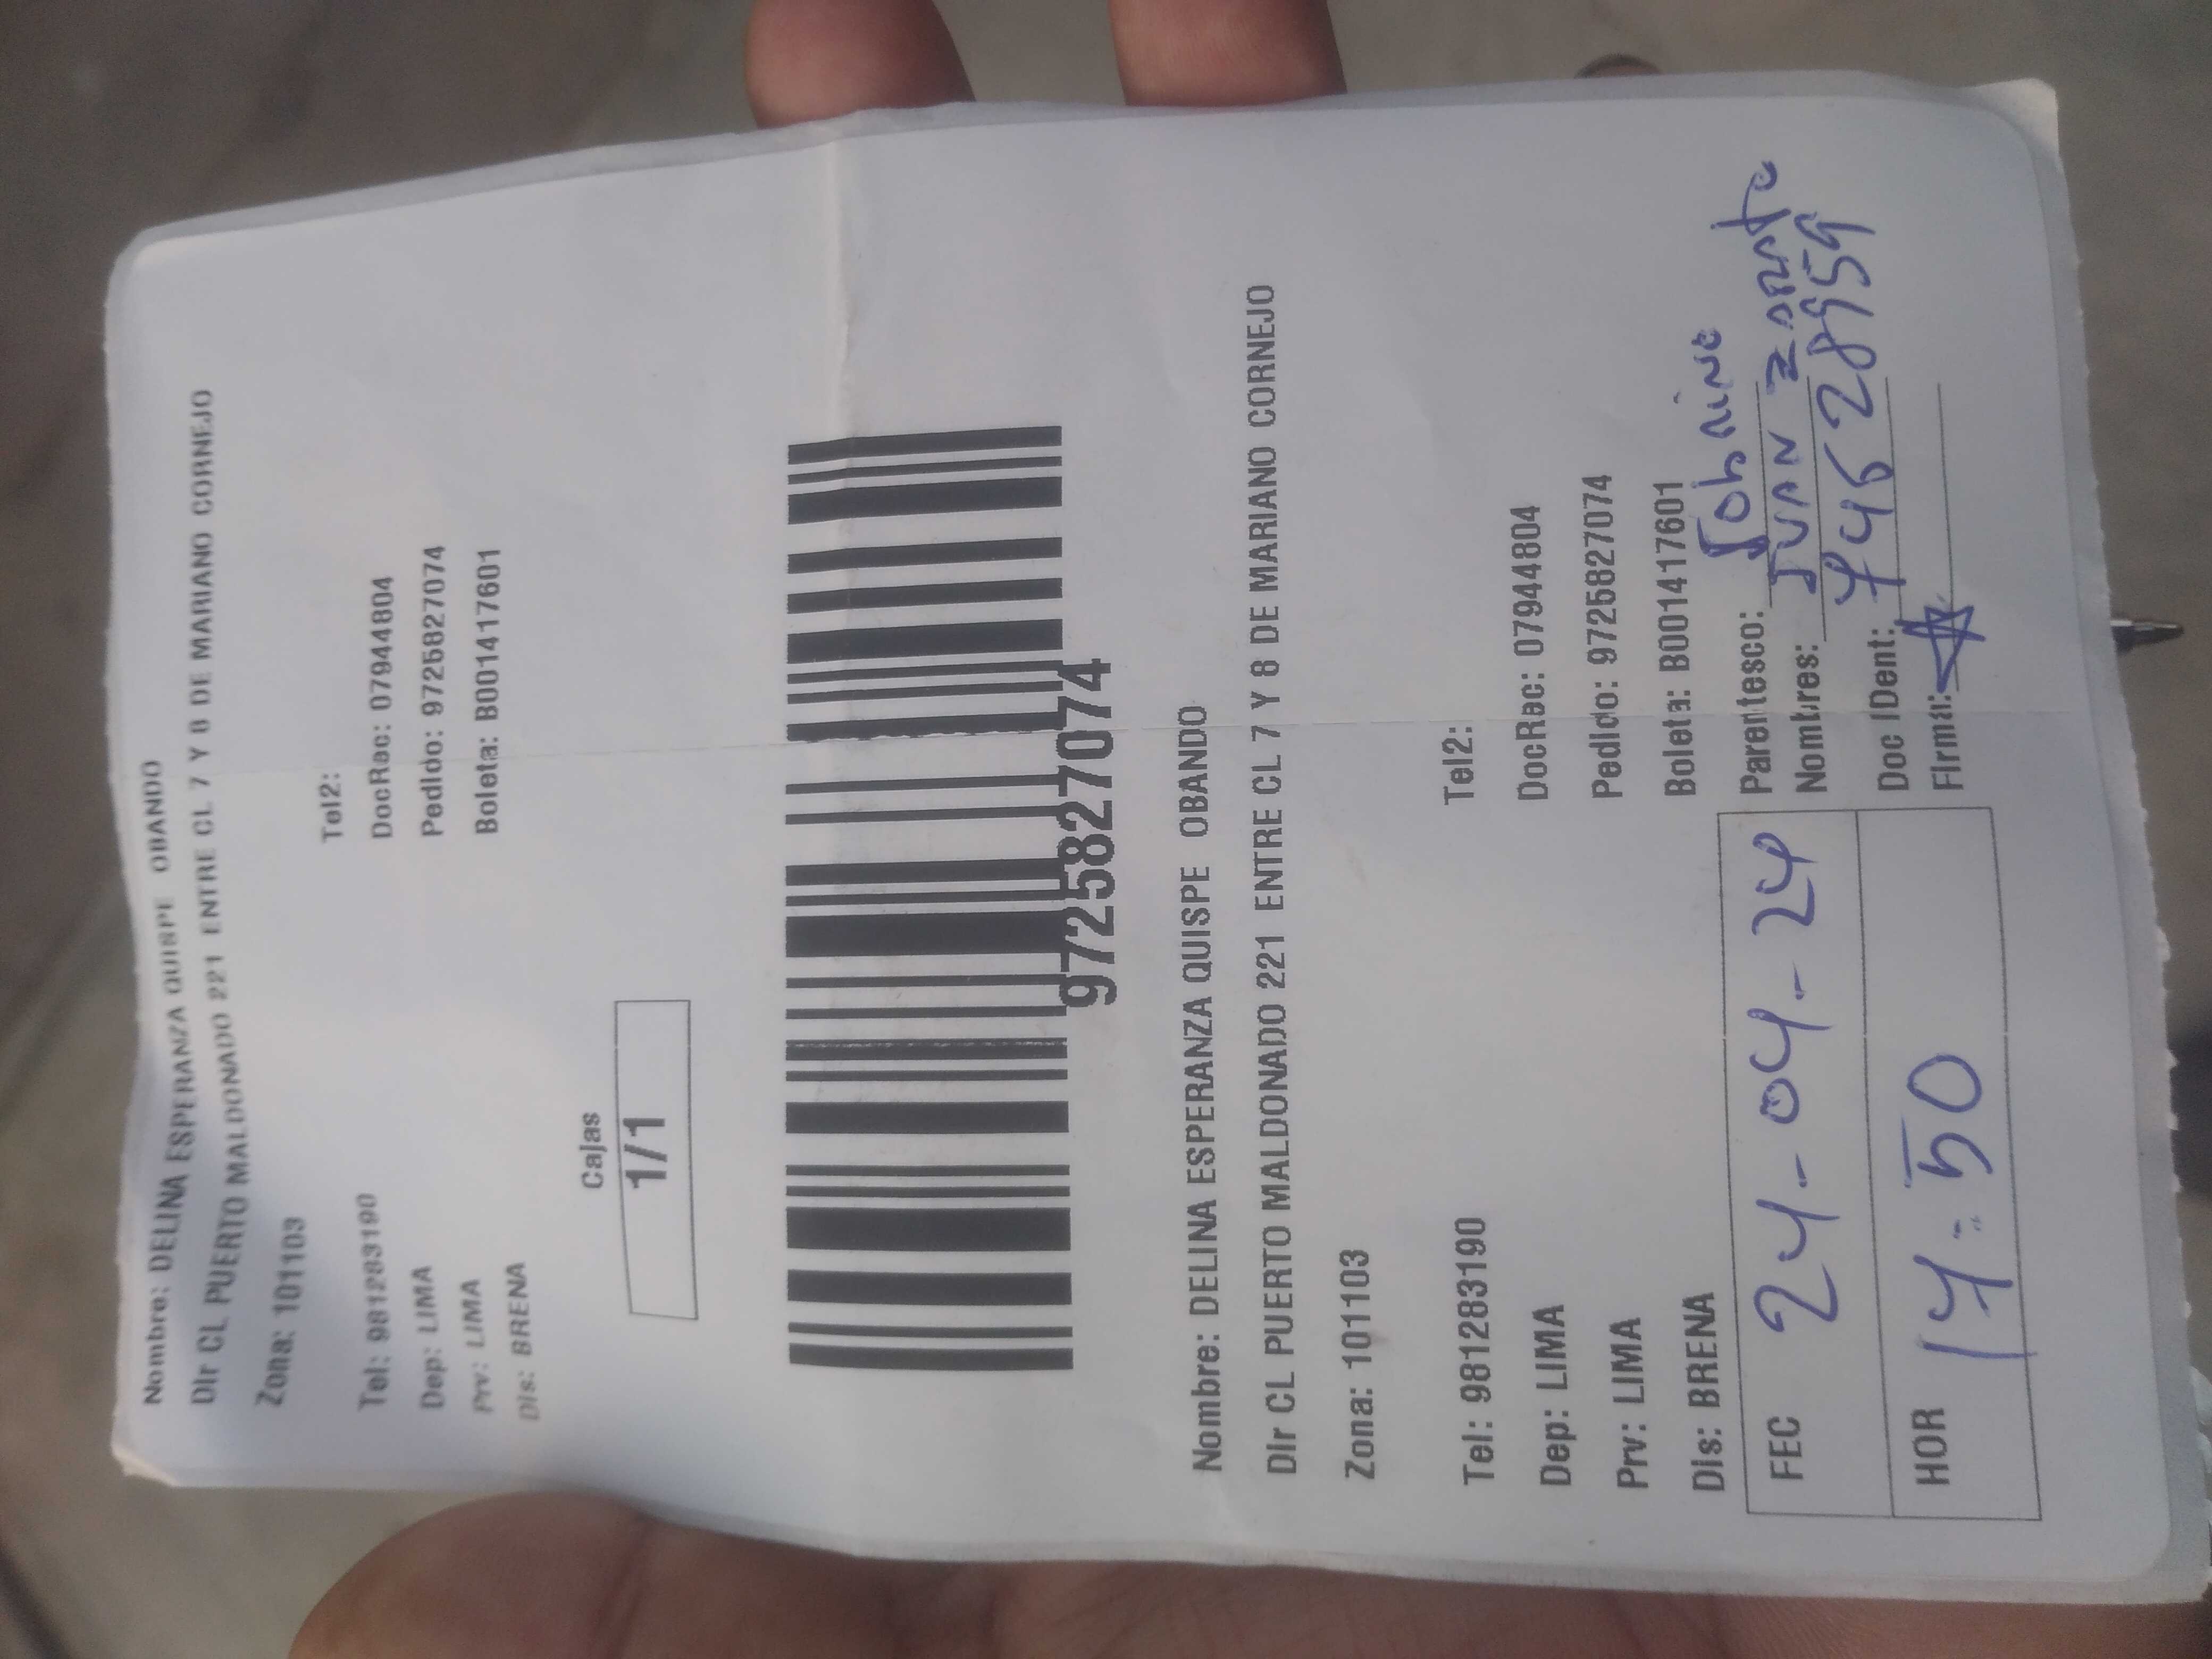 Nombre: DELINA ESPERANZA QUISPE OBANDO
Dir CL PUERTO MALDONADO 221 ENTRE CL 7 Y 8 DE MARIANO CORNEJO
Zona: 101103
Tel: 981283190 Tel2:
Dep: LIMA DocRec: 07944804
Prv: LIMA Pedido: 9725827074
Dis: BRENA Boleta: B001417601
Cajas
1/1
9725827074
Nombre: DELINA ESPERANZA QUISPE OBANDO
Dir CL PUERTO MALDONADO 221 ENTRE CL 7 Y 8 DE MARIANO CORNEJO
Zona: 101103
Tel: 981283190 Tel2:
Dep: LIMA DocRec: 07944804
Prv: LIMA Pedido: 9725827074
Dis: BRENA Boleta: B001417601
FEC 24-04-24 Parentesco: Sobrino
Nombres: JUAN
HOR 14:50 Doc IDent:
Firma: